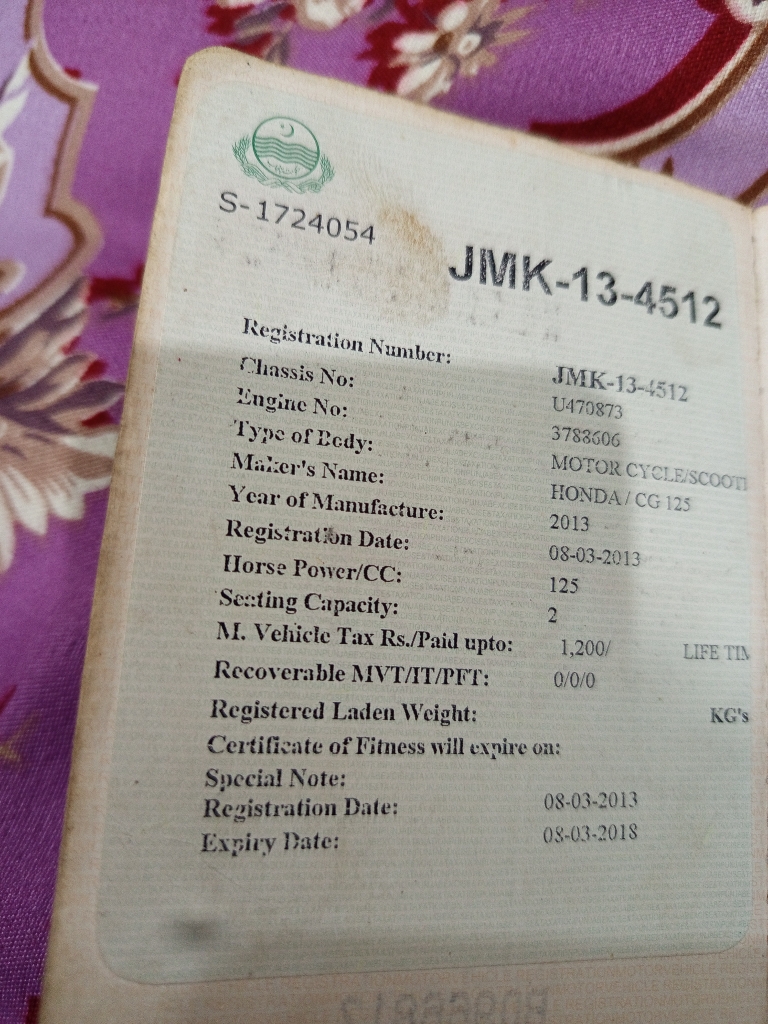 S-1724054
JMK-13-4512
Registration Number: JMK-13-4512
Chassis No: U470873
Engine No: 3788606
Type of Body: MOTOR CYCLE/SCOOT
Maker's Name: HONDA / CG 125
Year of Manufacture: 2013
Registration Date: 08-03-2013
Horse Power/CC: 125
Seating Capacity: 2
M. Vehicle Tax Rs./Paid upto: 1,200/ LIFE TIM
Recoverable MVT/IT/PFT: 0/0/0
Registered Laden Weight: KG's
Certificate of Fitness will expire on:
Special Note:
Registration Date: 08-03-2013
Expiry Date: 08-03-2018